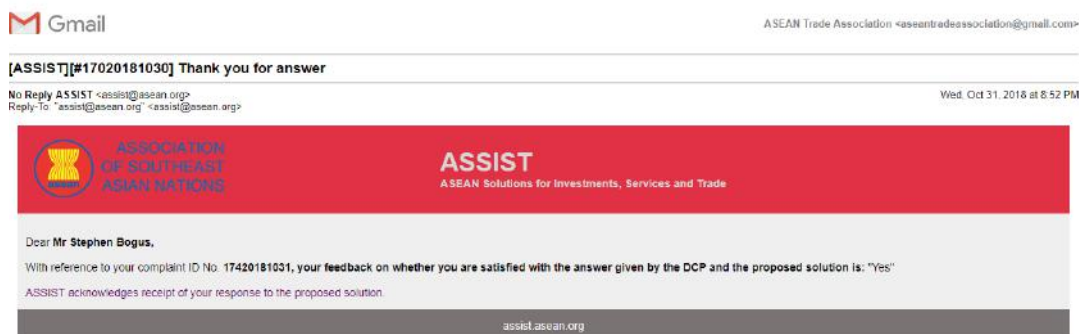 Gmail
ASEAN Trade Association <aseantradeassociation@gmail.com>
[ASSIST][#17020181030] Thank you for answer
No Reply ASSIST <assist@asean.org>
Wed, Oct 31, 2018 at 8:52 PM
Reply-To: "assist@asean.org" <assist@asean.org>
ASSOCIATION
OF SOUTHEAST
ASIAN NATIONS
ASSIST
ASEAN Solutions for Investments, Services and Trade
Dear Mr Stephen Bogus,
With reference to your complaint ID No. 17420181031, your feedback on whether you are satisfied with the answer given by the DCP and the proposed solution is: "Yes"
ASSIST acknowledges receipt of your response to the proposed solution.
assist.asean.org